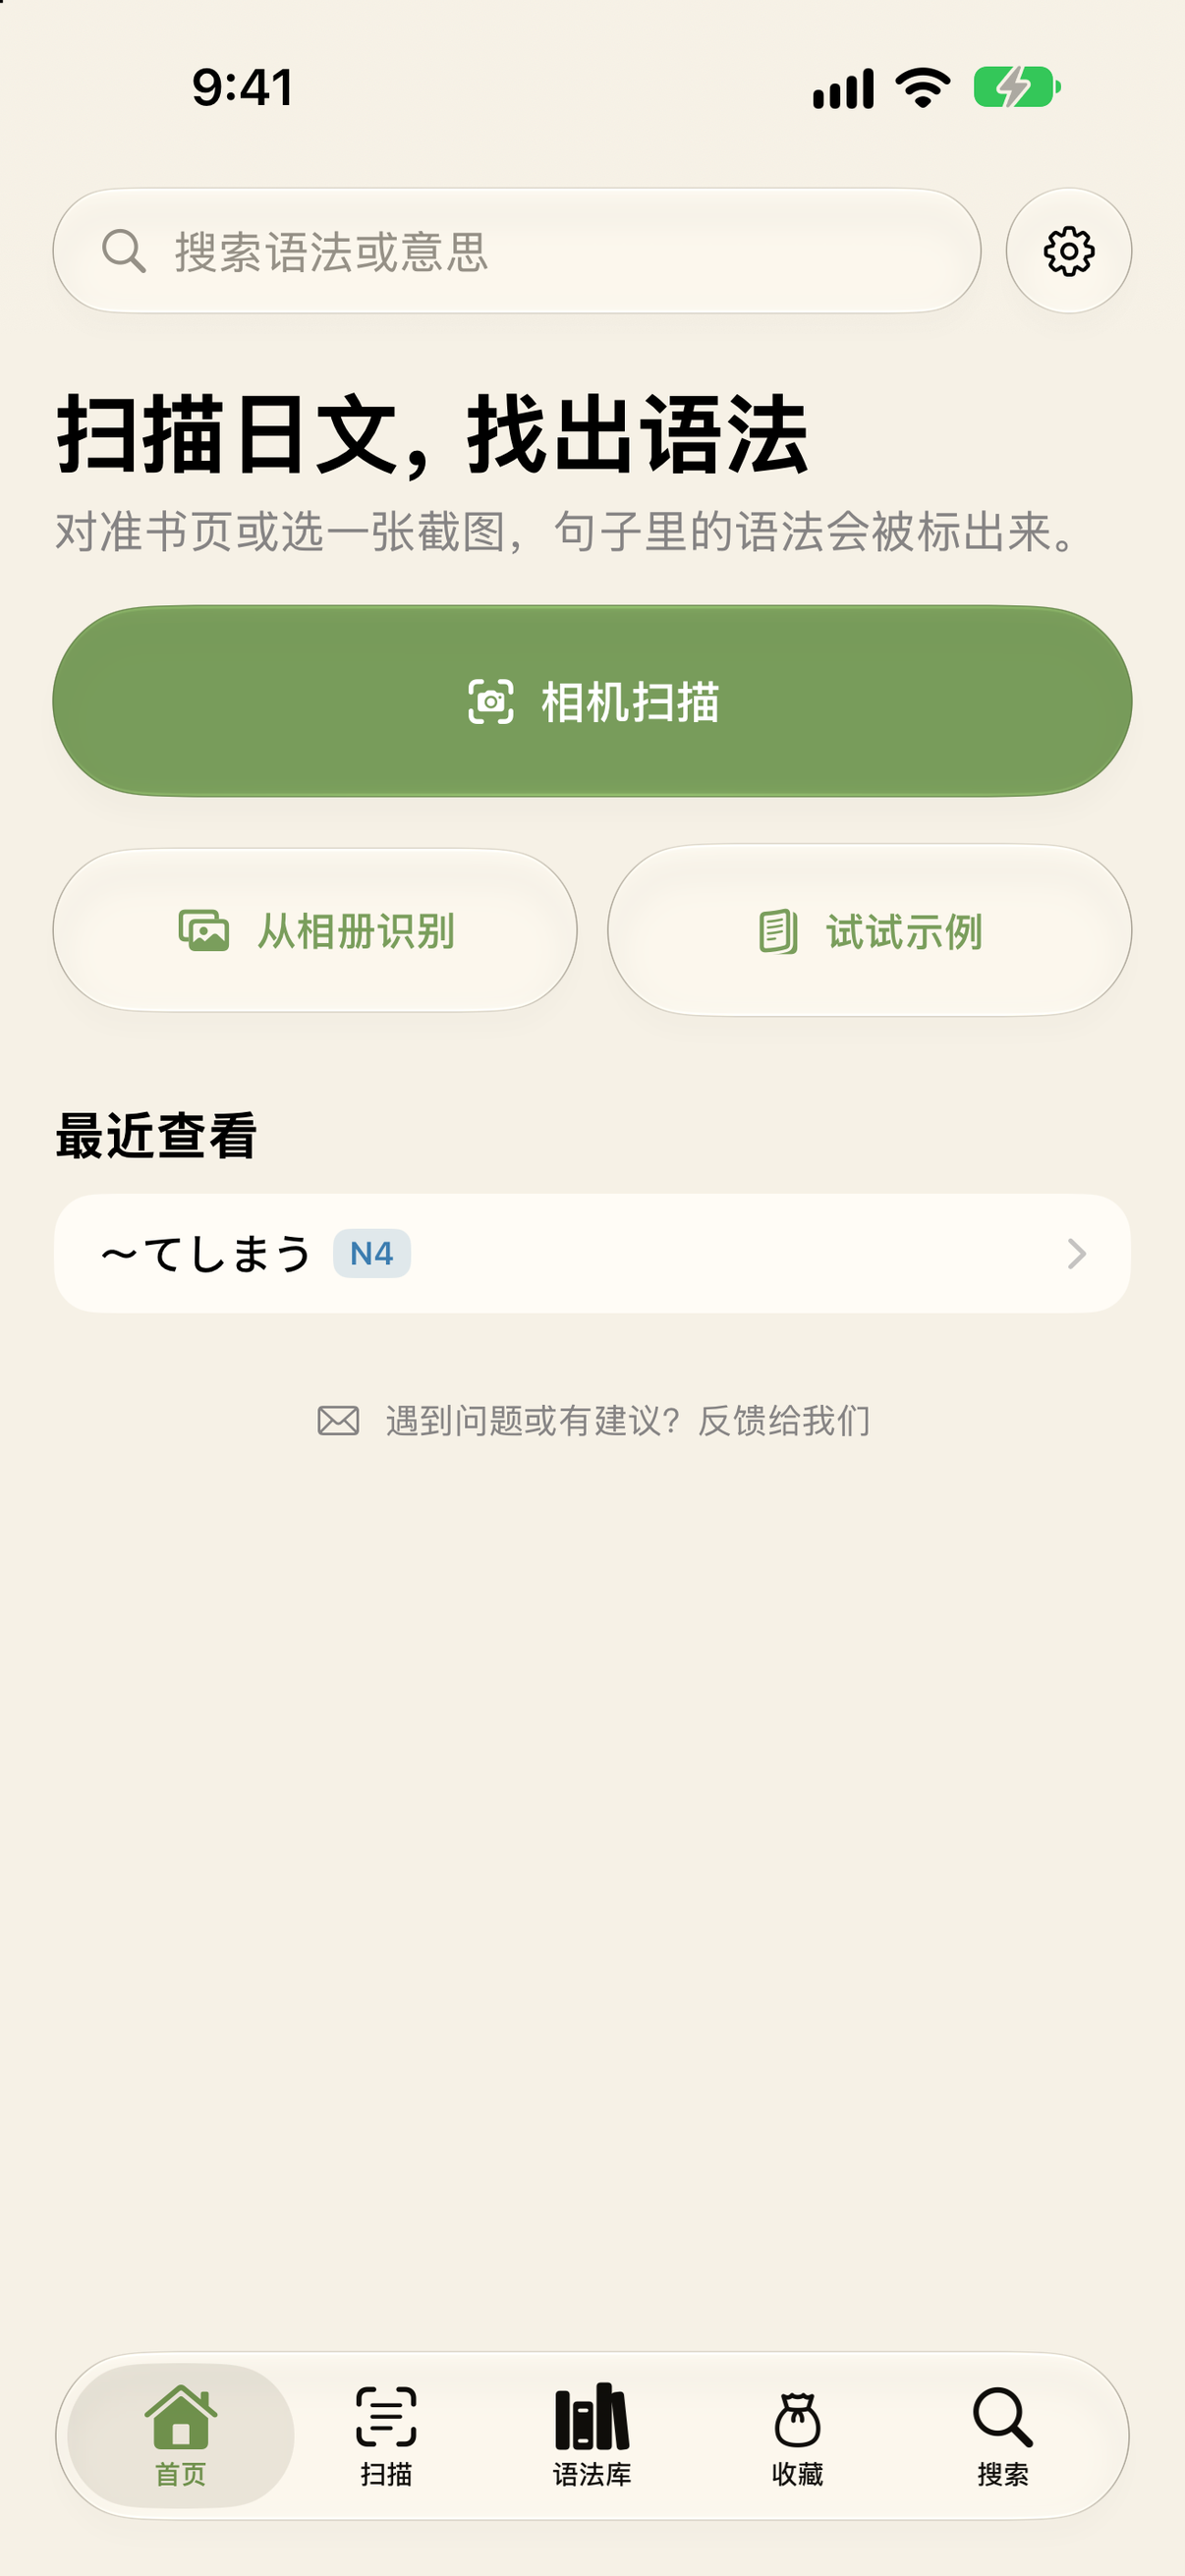 9:41
搜索语法或意思
扫描日文，找出语法
对准书页或选一张截图，句子里的语法会被标出来。
相机扫描
从相册识别
试试示例
最近查看
～てしまう N4
遇到问题或有建议？反馈给我们
首页
扫描
语法库
收藏
搜索